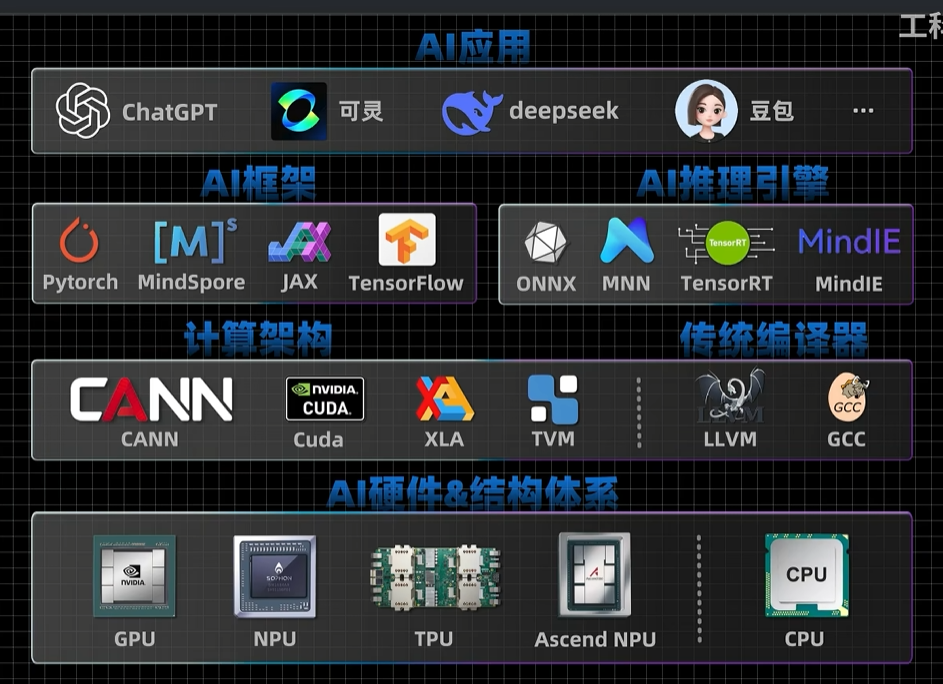 工科
AI应用
ChatGPT 可灵 deepseek 豆包 ...
AI框架 AI推理引擎
[M]s TensorRT MindIE
Pytorch MindSpore JAX TensorFlow ONNX MNN TensorRT MindIE
计算架构 传统编译器
CANN NVIDIA. CUDA. LLVM GCC
CANN Cuda XLA TVM LLVM GCC
AI硬件&结构体系
NVIDIA SOPHON CPU
GPU NPU TPU Ascend NPU CPU